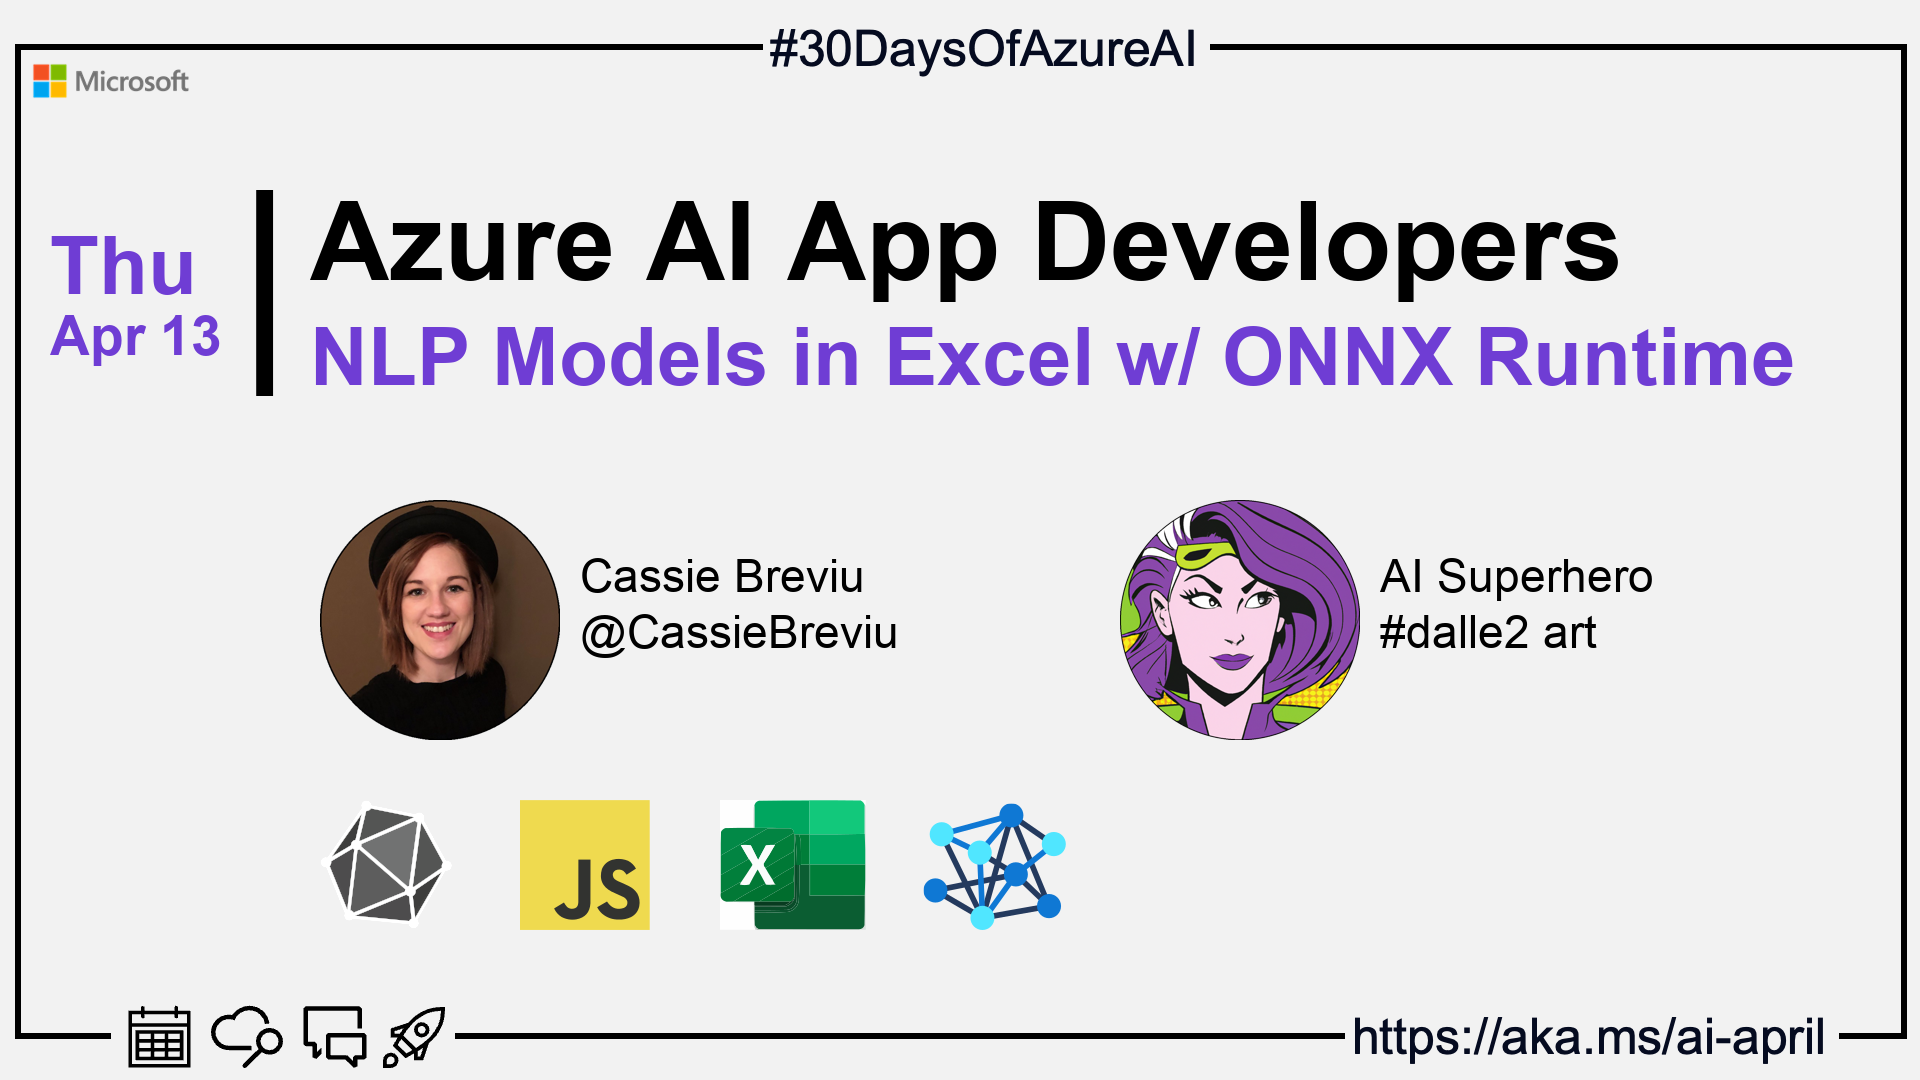 #30DaysOfAzureAI
Microsoft
Thu
Apr 13
Azure AI App Developers
NLP Models in Excel w/ ONNX Runtime
Cassie Breviu
@CassieBreviu
AI Superhero
#dalle2 art
JS
X
https://aka.ms/ai-april